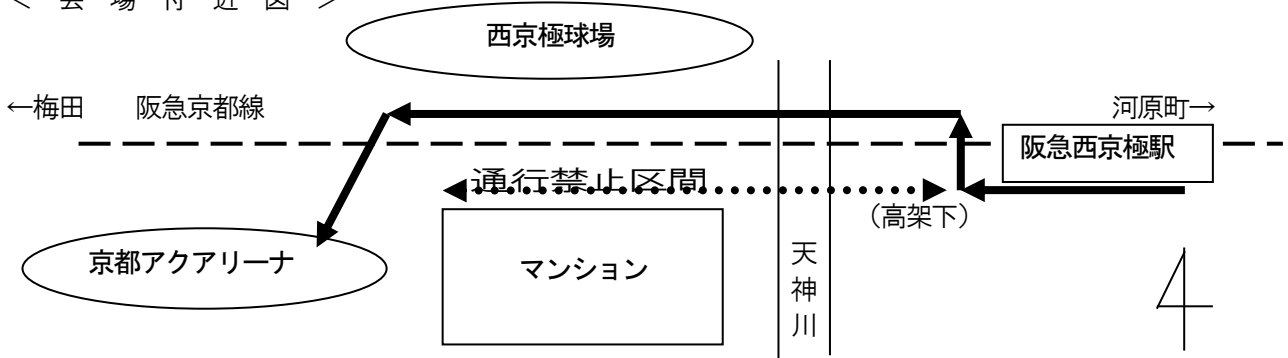 ＜ 会 場 付 近 図 ＞
西京極球場
←梅田　阪急京都線
河原町→
阪急西京極駅
通行禁止区間
（高架下）
京都アクアリーナ
マンション
天神川